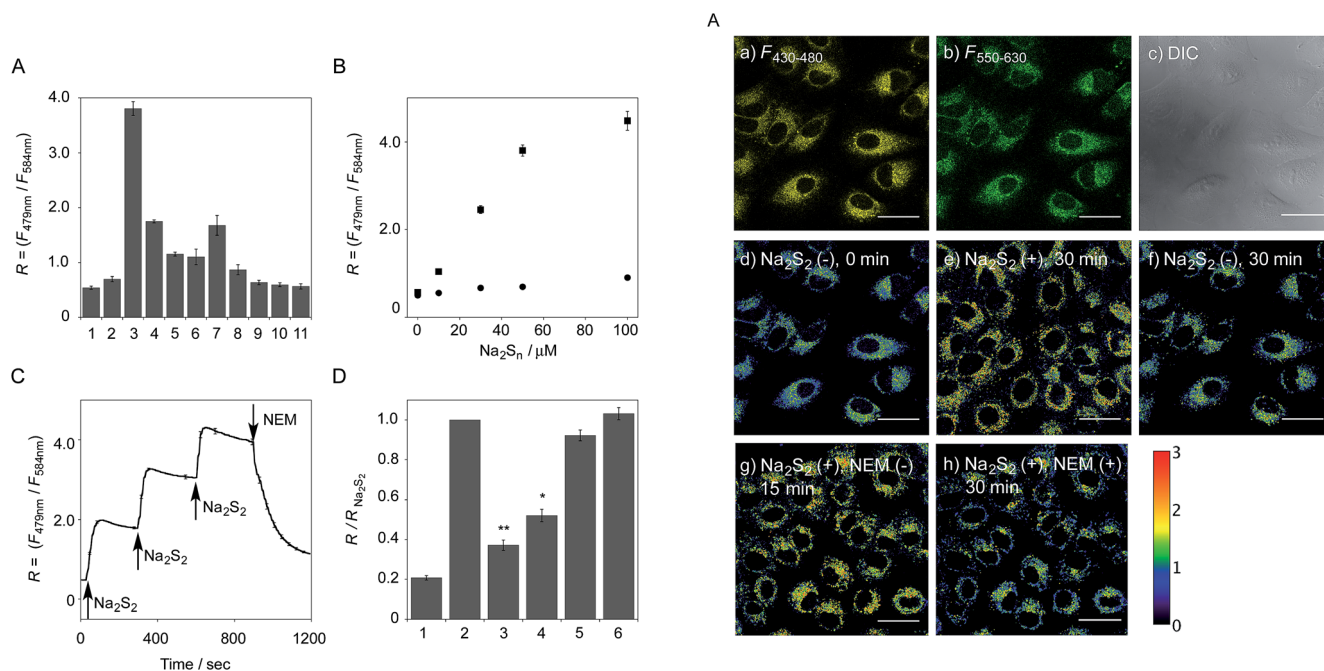 A
R = (F479nm / F584nm)
4.0
3.0
2.0
1.0
0
1 2 3 4 5 6 7 8 9 10 11
B
R = (F479nm / F584nm)
4.0
2.0
0
0 20 40 60 80 100
Na2Sn / μM
C
R = (F479nm / F584nm)
4.0
2.0
0
NEM
Na2S2
Na2S2
Na2S2
0 400 800 1200
Time / sec
D
R / R Na2S2
1.0
0.8
0.6
0.4
0.2
0
**
*
1 2 3 4 5 6
A
a) F430-480
b) F550-630
c) DIC
d) Na2S2 (-), 0 min
e) Na2S2 (+), 30 min
f) Na2S2 (-), 30 min
g) Na2S2 (+), NEM (-)
15 min
h) Na2S2 (+), NEM (+)
30 min
3
2
1
0